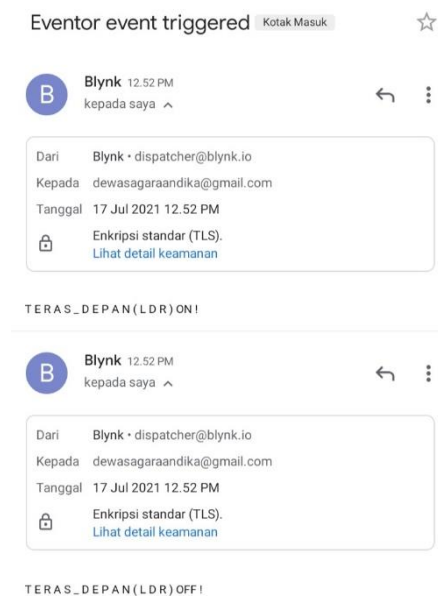 Eventor event triggered Kotak Masuk
B
Blynk 12.52 PM
kepada saya
Dari Blynk • dispatcher@blynk.io
Kepada dewasagaraandika@gmail.com
Tanggal 17 Jul 2021 12.52 PM
Enkripsi standar (TLS).
Lihat detail keamanan
TERAS_DEPAN(LDR)ON!
B
Blynk 12.52 PM
kepada saya
Dari Blynk • dispatcher@blynk.io
Kepada dewasagaraandika@gmail.com
Tanggal 17 Jul 2021 12.52 PM
Enkripsi standar (TLS).
Lihat detail keamanan
TERAS_DEPAN(LDR)OFF!